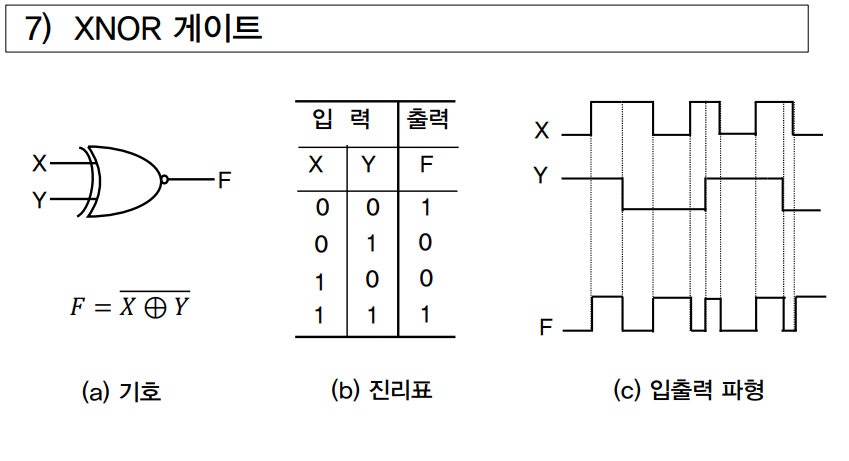 7) XNOR 게이트
X
Y
F
F = \overline{X ⊕ Y}
(a) 기호
입 력 출력
X Y F
0 0 1
0 1 0
1 0 0
1 1 1
(b) 진리표
X
Y
F
(c) 입출력 파형